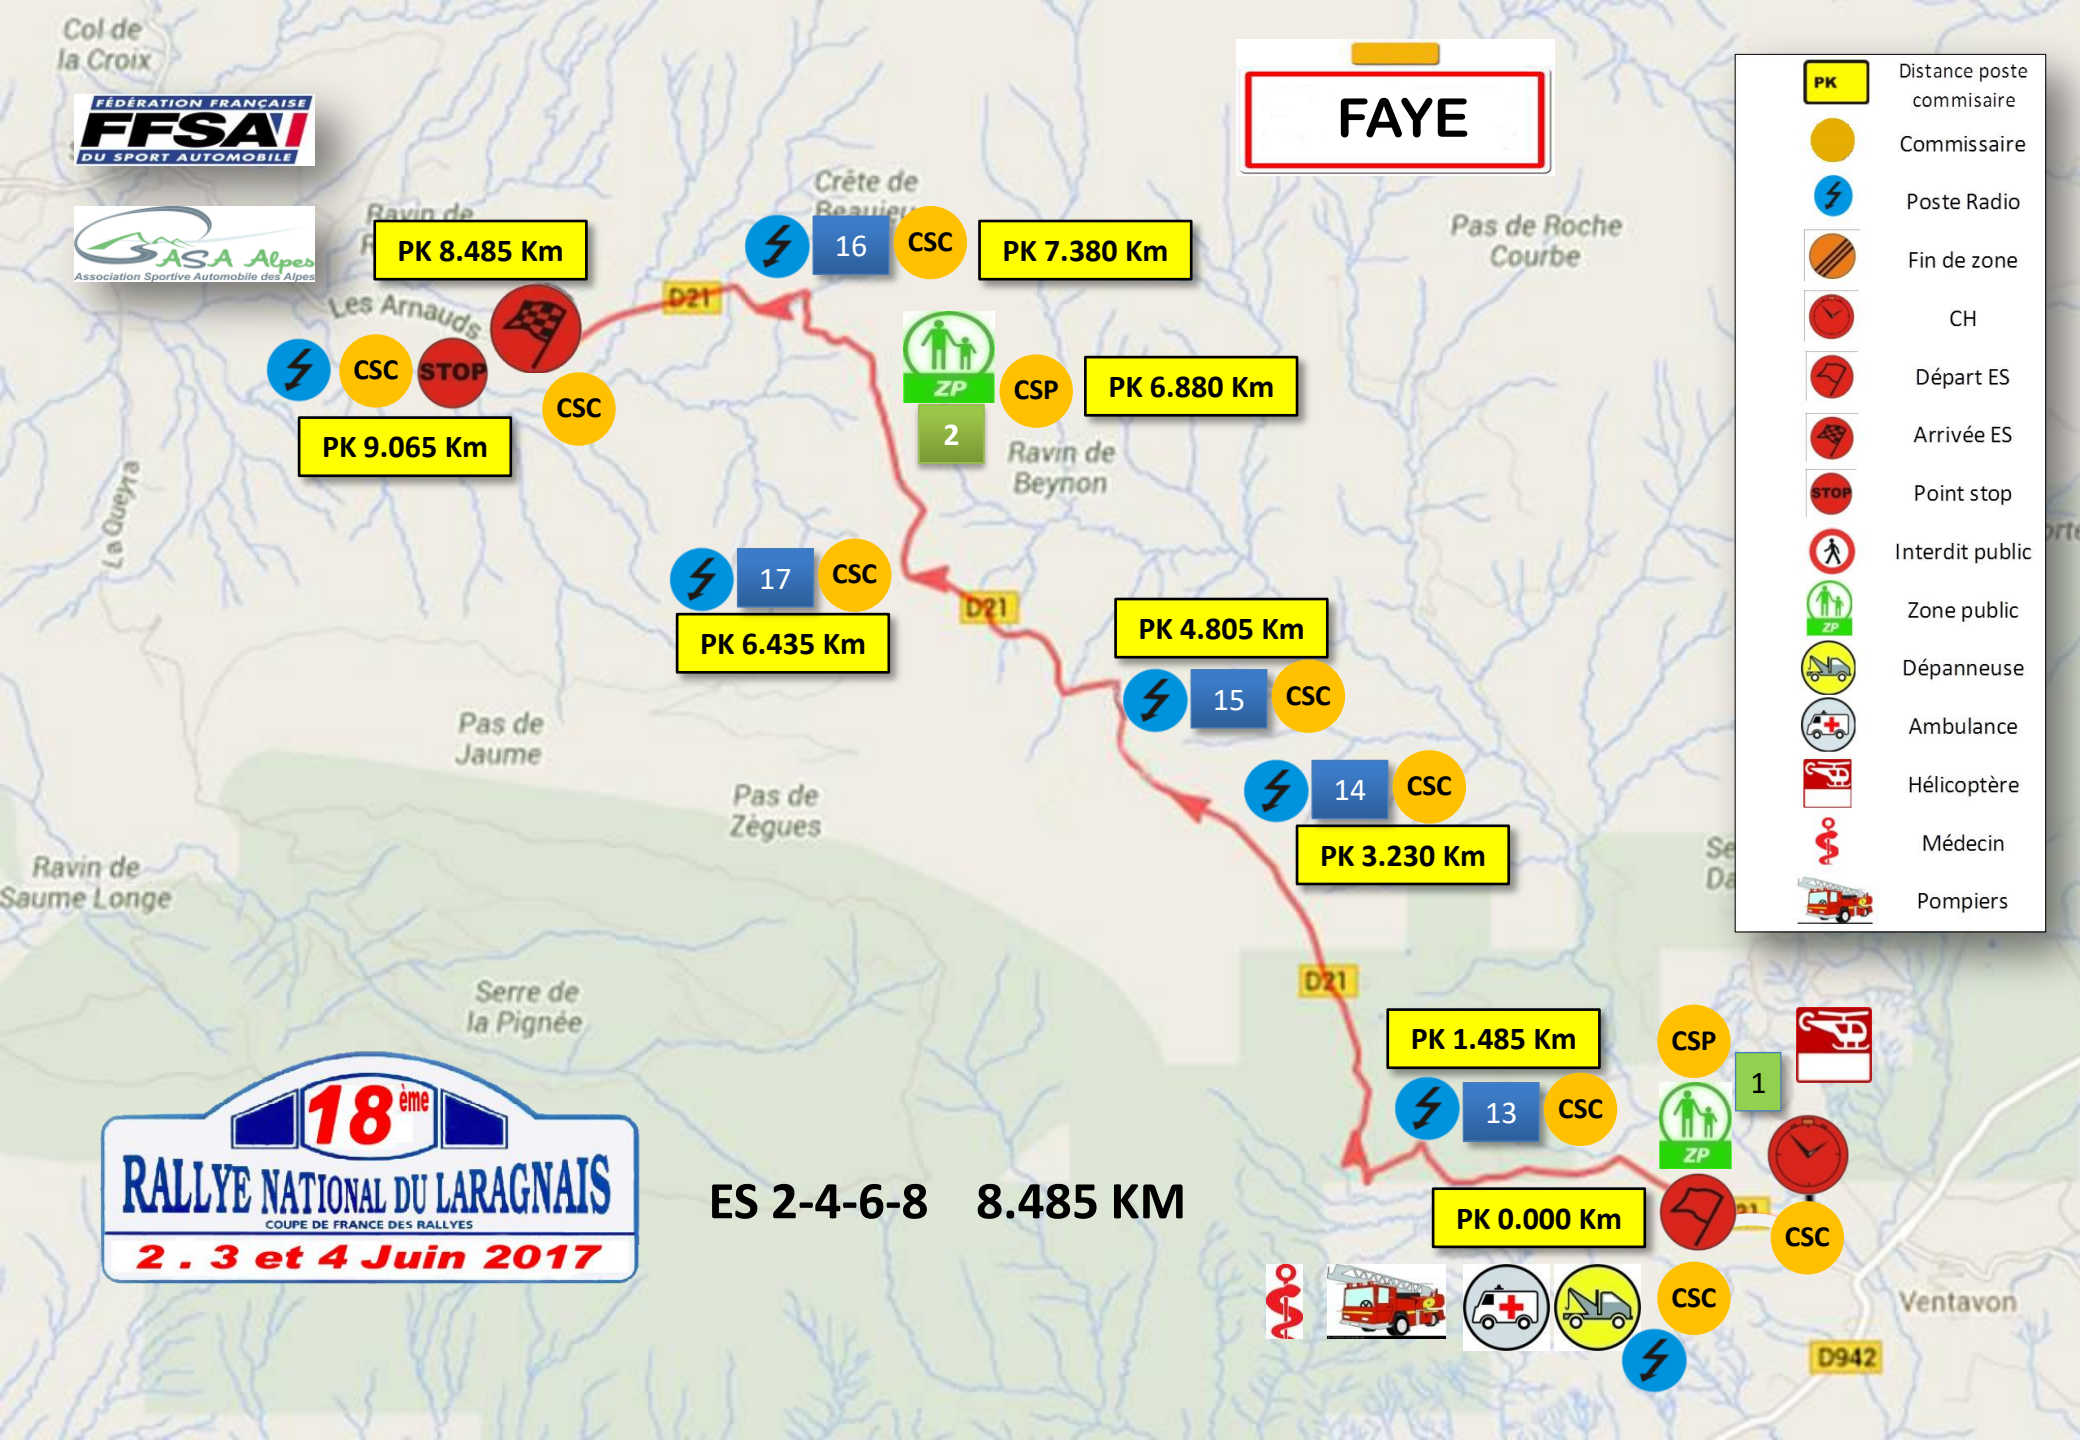 Col de
la Croix
FÉDÉRATION FRANÇAISE
FFSA
DU SPORT AUTOMOBILE
ASA Alpes
Association Sportive Automobile des Alpes
FAYE
PK
Distance poste
commisaire
Commissaire
Poste Radio
Fin de zone
CH
Départ ES
Arrivée ES
STOP
Point stop
Interdit public
ZP
Zone public
Dépanneuse
Ambulance
Hélicoptère
Médecin
Pompiers
Crête de
Beaujeu
Pas de Roche
Courbe
Ravin de
PK 8.485 Km
16
CSC
PK 7.380 Km
D21
Les Arnauds
CSC
STOP
CSC
PK 9.065 Km
ZP
2
CSP
PK 6.880 Km
Ravin de
Beynon
La Queyra
17
CSC
PK 6.435 Km
D21
PK 4.805 Km
15
CSC
Pas de
Jaume
14
CSC
PK 3.230 Km
Pas de
Zègues
Ravin de
Saume Longe
D21
Serre de
la Pignée
PK 1.485 Km
CSP
1
13
CSC
ZP
18ème
RALLYE NATIONAL DU LARAGNAIS
COUPE DE FRANCE DES RALLYES
2 . 3 et 4 Juin 2017
ES 2-4-6-8 8.485 KM
PK 0.000 Km
CSC
CSC
Ventavon
D942